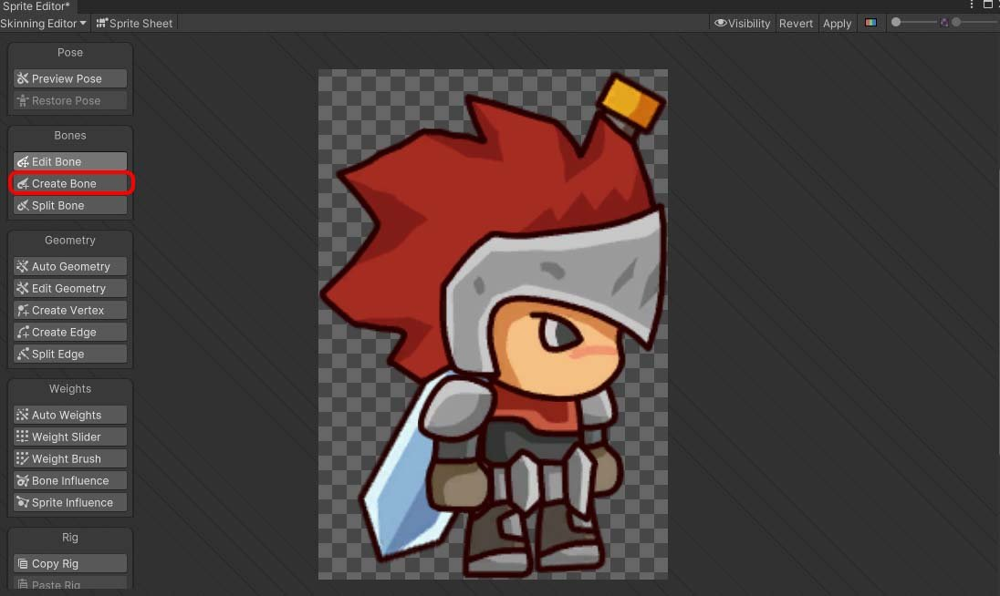 Sprite Editor*
Skinning Editor
Sprite Sheet
Visibility
Revert
Apply
Pose
Preview Pose
Restore Pose
Bones
Edit Bone
Create Bone
Split Bone
Geometry
Auto Geometry
Edit Geometry
Create Vertex
Create Edge
Split Edge
Weights
Auto Weights
Weight Slider
Weight Brush
Bone Influence
Sprite Influence
Rig
Copy Rig
Paste Rig